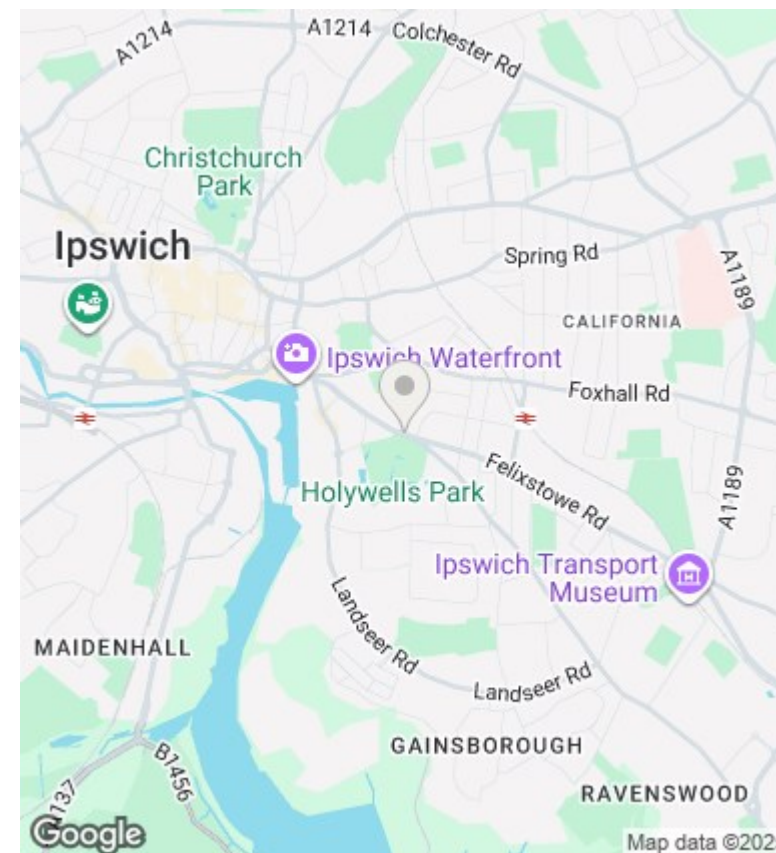 A1214
A1214
Colchester Rd
Christchurch
Park
Ipswich
Spring Rd
A1189
CALIFORNIA
Ipswich Waterfront
Foxhall Rd
Holywells Park
Felixstowe Rd
A1189
Ipswich Transport
Museum
Landseer Rd
MAIDENHALL
Landseer Rd
GAINSBOROUGH
B1456
A137
RAVENSWOOD
Google
Map data ©202